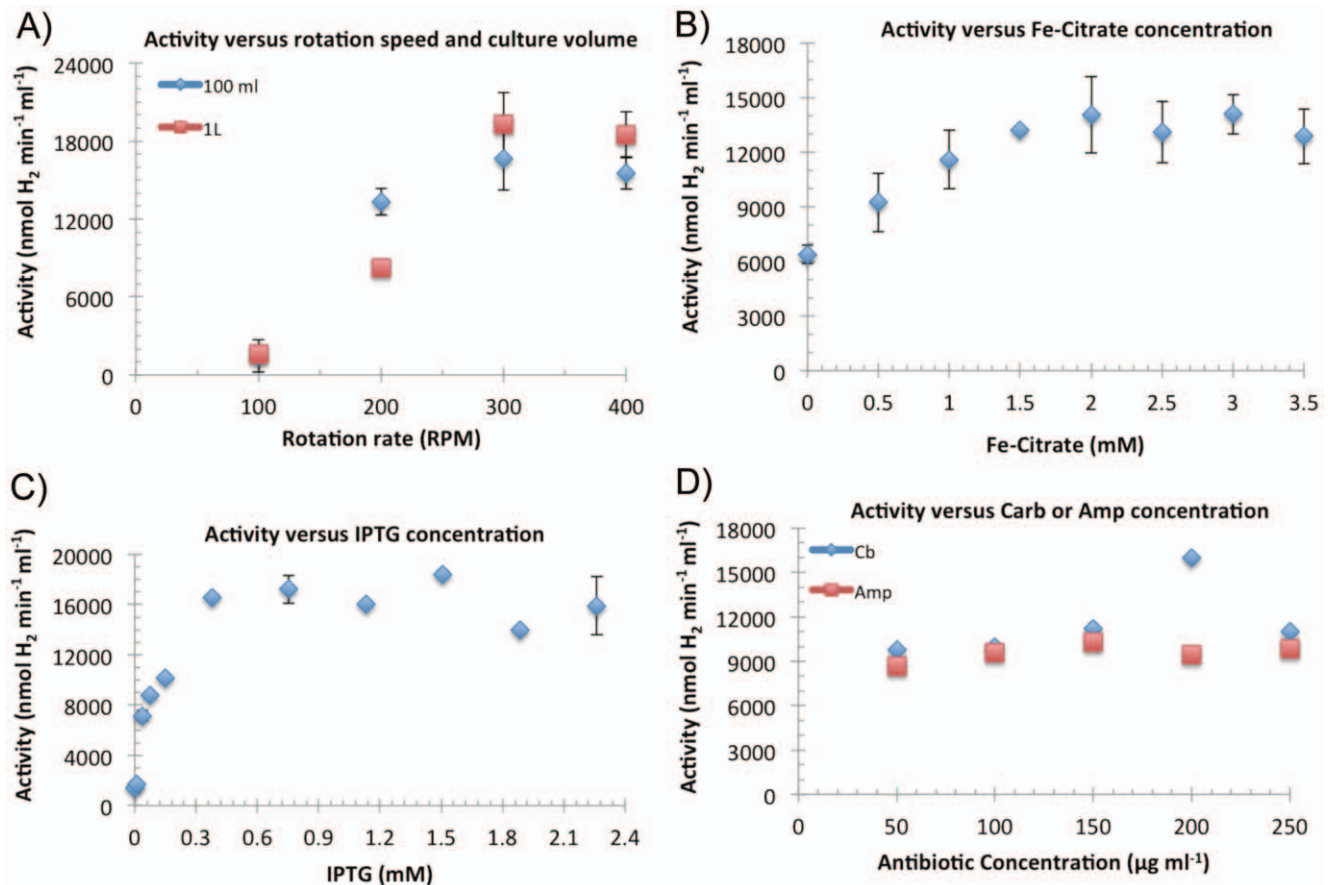 A)
Activity versus rotation speed and culture volume
Activity (nmol H₂ min⁻¹ ml⁻¹)
24000
18000
12000
6000
0
100 ml
1L
0 100 200 300 400
Rotation rate (RPM)
B)
Activity versus Fe-Citrate concentration
Activity (nmol H₂ min⁻¹ ml⁻¹)
18000
15000
12000
9000
6000
3000
0
0 0.5 1 1.5 2 2.5 3 3.5
Fe-Citrate (mM)
C)
Activity versus IPTG concentration
Activity (nmol H₂ min⁻¹ ml⁻¹)
20000
16000
12000
8000
4000
0
0 0.3 0.6 0.9 1.2 1.5 1.8 2.1 2.4
IPTG (mM)
D)
Activity versus Carb or Amp concentration
Activity (nmol H₂ min⁻¹ ml⁻¹)
18000
15000
12000
9000
6000
3000
0
Cb
Amp
0 50 100 150 200 250
Antibiotic Concentration (µg ml⁻¹)